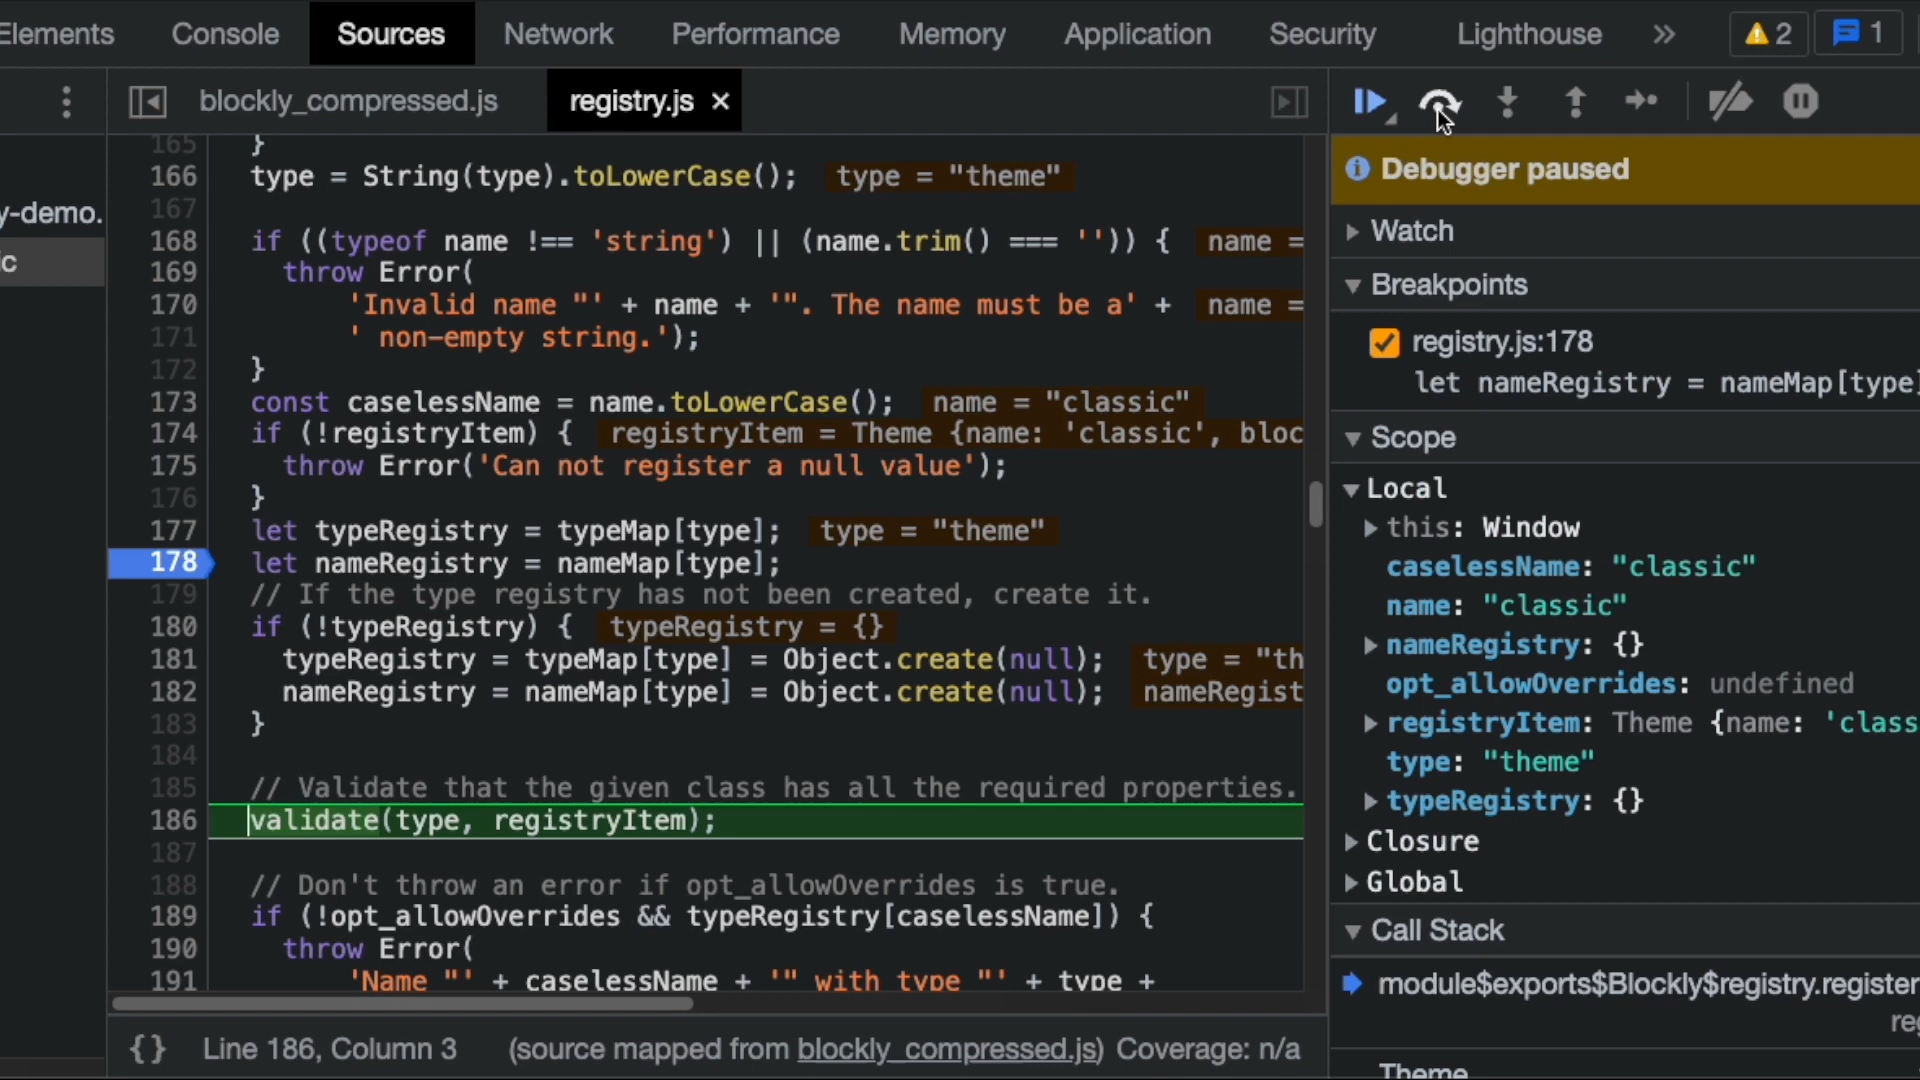 Elements Console Sources Network Performance Memory Application Security Lighthouse » 2 1
blockly_compressed.js registry.js ×
Debugger paused
y-demo.
ic
165 }
166 type = String(type).toLowerCase(); type = "theme"
167
168 if ((typeof name !== 'string') || (name.trim() === '')) { name =
169 throw Error(
170 'Invalid name "' + name + '". The name must be a' + name =
171 ' non-empty string.');
172 }
173 const caselessName = name.toLowerCase(); name = "classic"
174 if (!registryItem) { registryItem = Theme {name: 'classic', bloc
175 throw Error('Can not register a null value');
176 }
177 let typeRegistry = typeMap[type]; type = "theme"
178 let nameRegistry = nameMap[type];
179 // If the type registry has not been created, create it.
180 if (!typeRegistry) { typeRegistry = {}
181 typeRegistry = typeMap[type] = Object.create(null); type = "th
182 nameRegistry = nameMap[type] = Object.create(null); nameRegist
183 }
184
185 // Validate that the given class has all the required properties.
186 validate(type, registryItem);
187
188 // Don't throw an error if opt_allowOverrides is true.
189 if (!opt_allowOverrides && typeRegistry[caselessName]) {
190 throw Error(
191 'Name "' + caselessName + '" with type "' + type +
{} Line 186, Column 3 (source mapped from blockly_compressed.js) Coverage: n/a
Watch
Breakpoints
registry.js:178
let nameRegistry = nameMap[type]
Scope
Local
this: Window
caselessName: "classic"
name: "classic"
nameRegistry: {}
opt_allowOverrides: undefined
registryItem: Theme {name: 'class
type: "theme"
typeRegistry: {}
Closure
Global
Call Stack
module$exports$Blockly$registry.register
reg
Theme